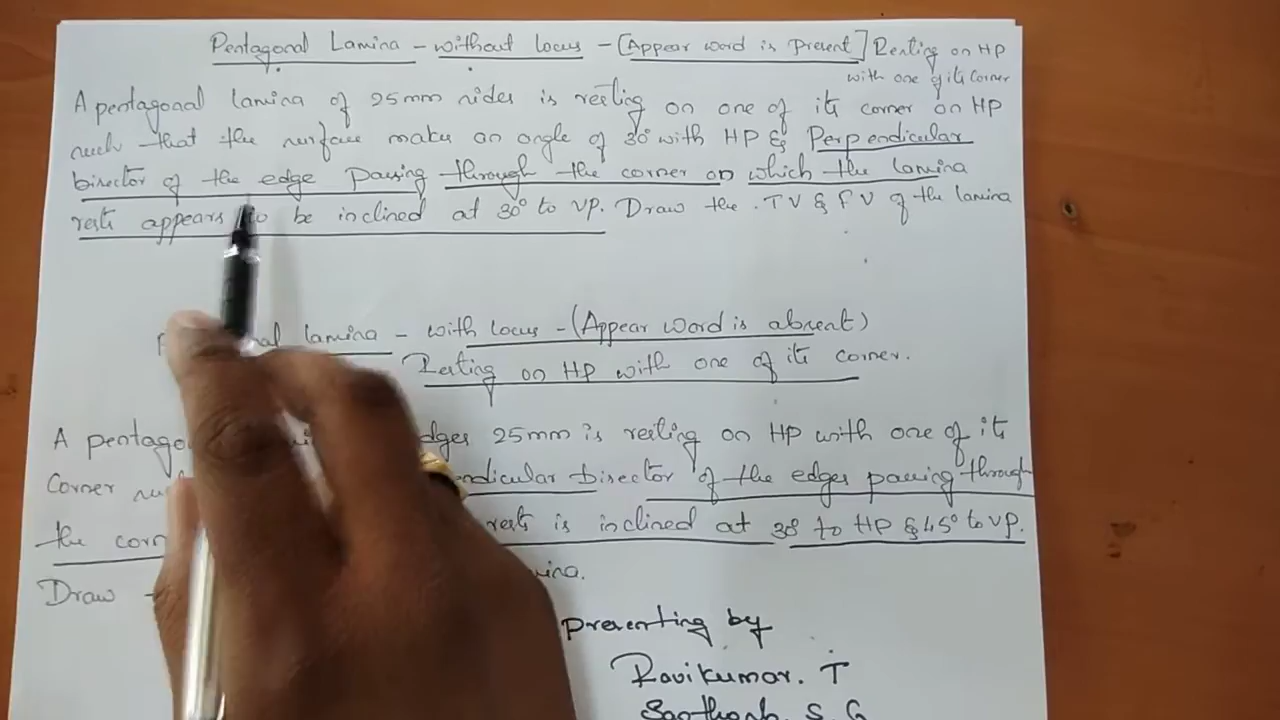 Pentagonal Lamina - without locus - [Appear word is Present] Resting on HP
with one of its corner
A pentagonal lamina of 25mm sides is resting on one of its corner on HP
such that the surface makes an angle of 30° with HP & Perpendicular
bisector of the edge Passing through the corner on which the lamina
rests appears to be inclined at 30° to VP. Draw the TV & FV of the lamina
lamina - with locus - (Appear Word is absent)
Resting on HP with one of its corner.
A pentago edges 25mm is resting on HP with one of its
Corner bisector of the edges passing through
the corn rests is inclined at 30° to HP & 45° to VP.
Draw
presenting by
Ravikumar. T